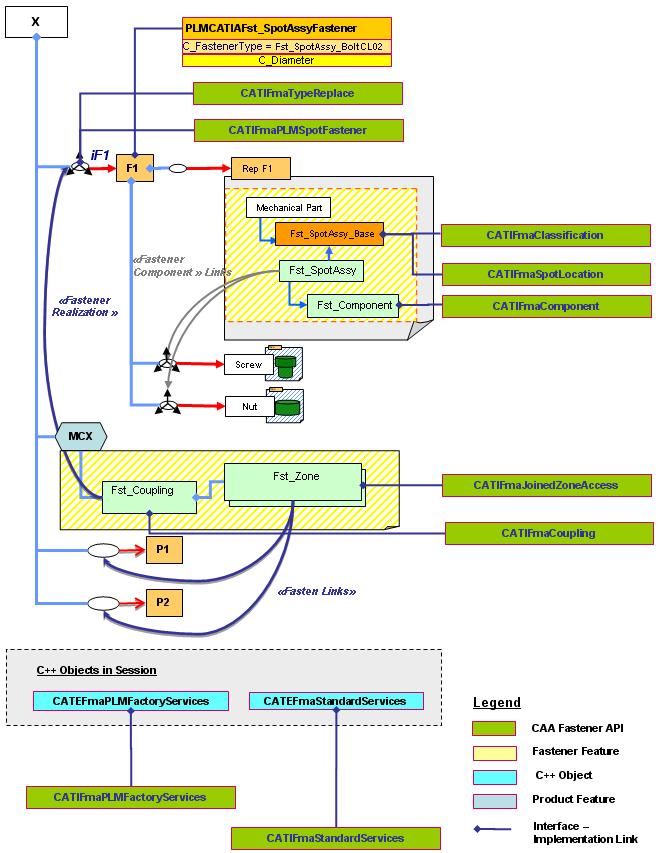 X
PLMCATIAFst_SpotAssyFastener
C_FastenerType = Fst_SpotAssy_BoltCL02
C_Diameter
CATIFmaTypeReplace
CATIFmaPLMSpotFastener
iF1
F1
Rep F1
Mechanical Part
Fst_SpotAssy_Base
CATIFmaClassification
«Fastener
Component » Links
Fst_SpotAssy
CATIFmaSpotLocation
«Fastener
Realization »
Fst_Component
CATIFmaComponent
Screw
Nut
MCX
Fst_Coupling
Fst_Zone
CATIFmaJoinedZoneAccess
CATIFmaCoupling
P1
P2
«Fasten Links»
C++ Objects in Session
CATEFmaPLMFactoryServices
CATEFmaStandardServices
CATIFmaPLMFactoryServices
CATIFmaStandardServices
Legend
CAA Fastener API
Fastener Feature
C++ Object
Product Feature
Interface –
Implementation Link